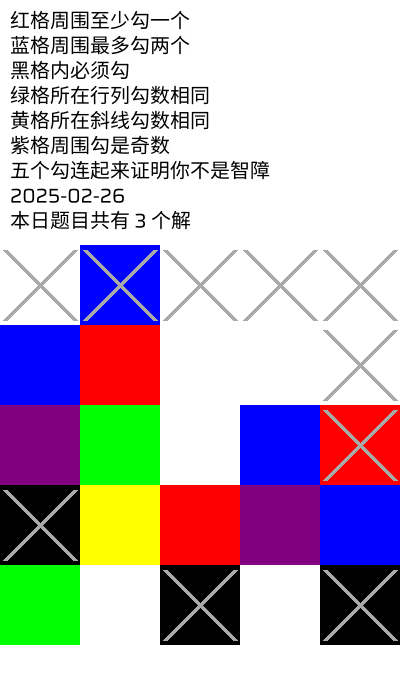 红格周围至少勾一个
蓝格周围最多勾两个
黑格内必须勾
绿格所在行列勾数相同
黄格所在斜线勾数相同
紫格周围勾是奇数
五个勾连起来证明你不是智障
2025-02-26
本日题目共有 3 个解